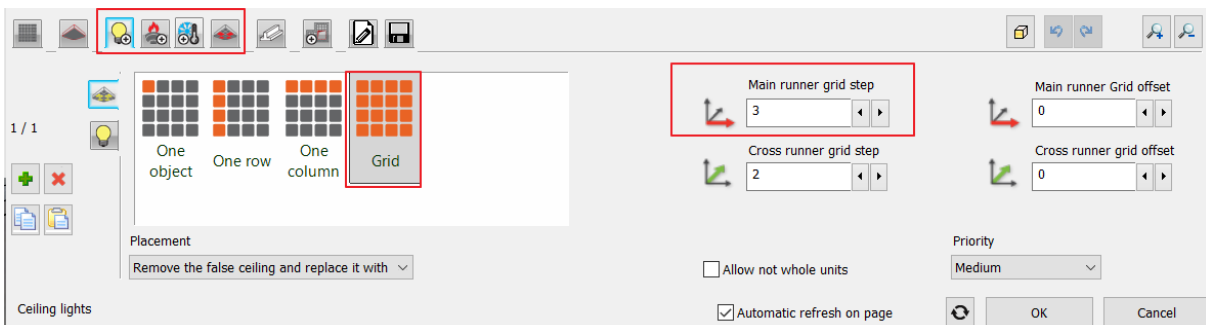 1 / 1
One object
One row
One column
Grid
Main runner grid step
3
Main runner Grid offset
0
Cross runner grid step
2
Cross runner grid offset
0
Placement
Remove the false ceiling and replace it with
Allow not whole units
Priority
Medium
Ceiling lights
Automatic refresh on page
OK
Cancel